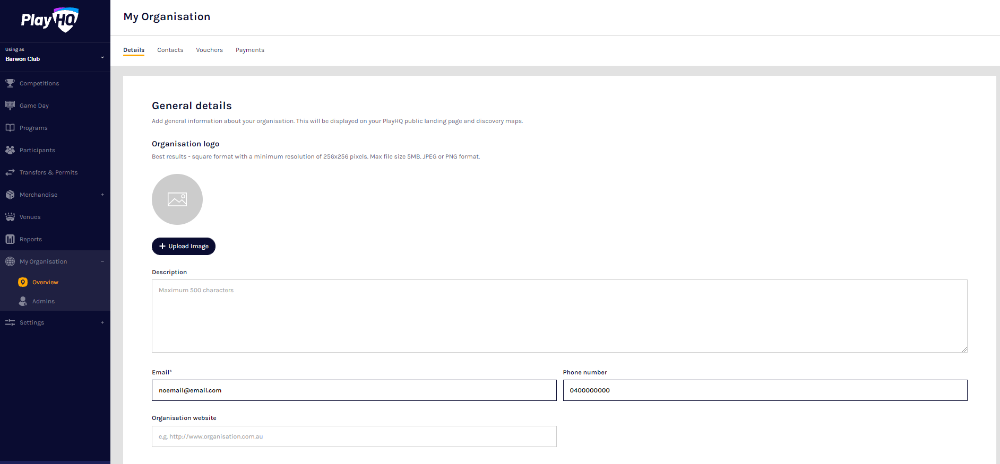 PlayHQ
Using as
Barwon Club
Competitions
Game Day
Programs
Participants
Transfers & Permits
Merchandise +
Venues
Reports
My Organisation −
Overview
Admins
Settings +
My Organisation
Details Contacts Vouchers Payments
General details
Add general information about your organisation. This will be displayed on your PlayHQ public landing page and discovery maps.
Organisation logo
Best results - square format with a minimum resolution of 256x256 pixels. Max file size 5MB. JPEG or PNG format.
+ Upload Image
Description
Maximum 500 characters
Email* Phone number
noemail@email.com 0400000000
Organisation website
e.g. http://www.organisation.com.au